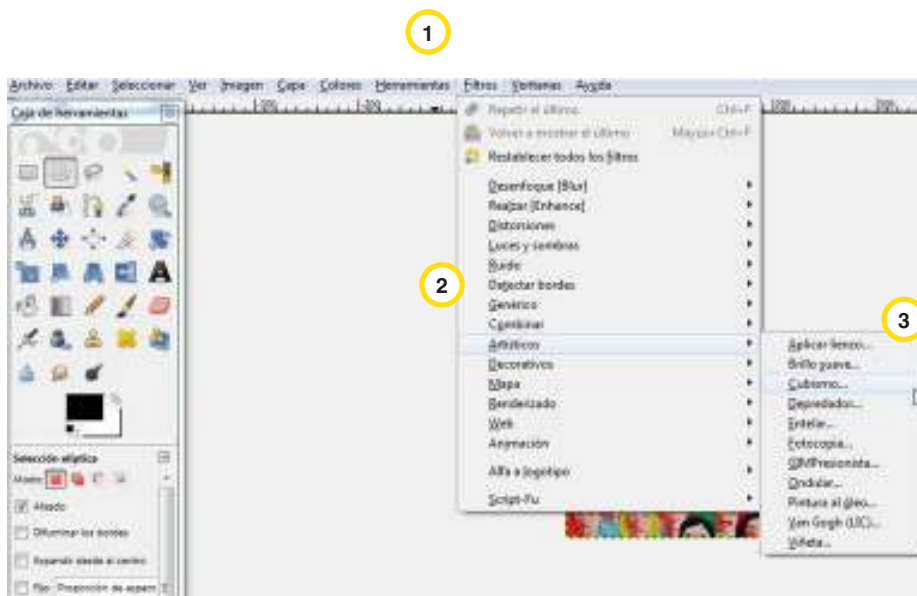 1
Archivo Editar Seleccionar Ver Imagen Capa Colores Herramientas Filtros Ventanas Ayuda
Caja de herramientas
Repetir el último Ctrl+F
Volver a mostrar el último Mayús+Ctrl+F
Restablecer todos los filtros
Desenfoque [Blur]
Realzar [Enhance]
Distorsiones
Luces y sombras
Ruido
2
Detectar bordes
Genérico
Combinar
3
Artísticos
Decorativos
Mapa
Renderizado
Web
Animación
Alfa a logotipo
Script-Fu
Aplicar lienzo...
Brillo suave...
Cubismo...
Depredador...
Entelar...
Fotocopia...
GIMPresionista...
Ondular...
Pintura al óleo...
Van Gogh (LIC)...
Viñeta...
Selección elíptica
Modo:
Alisado
Difuminar los bordes
Expandir desde el centro
Fijo: Proporción de aspect